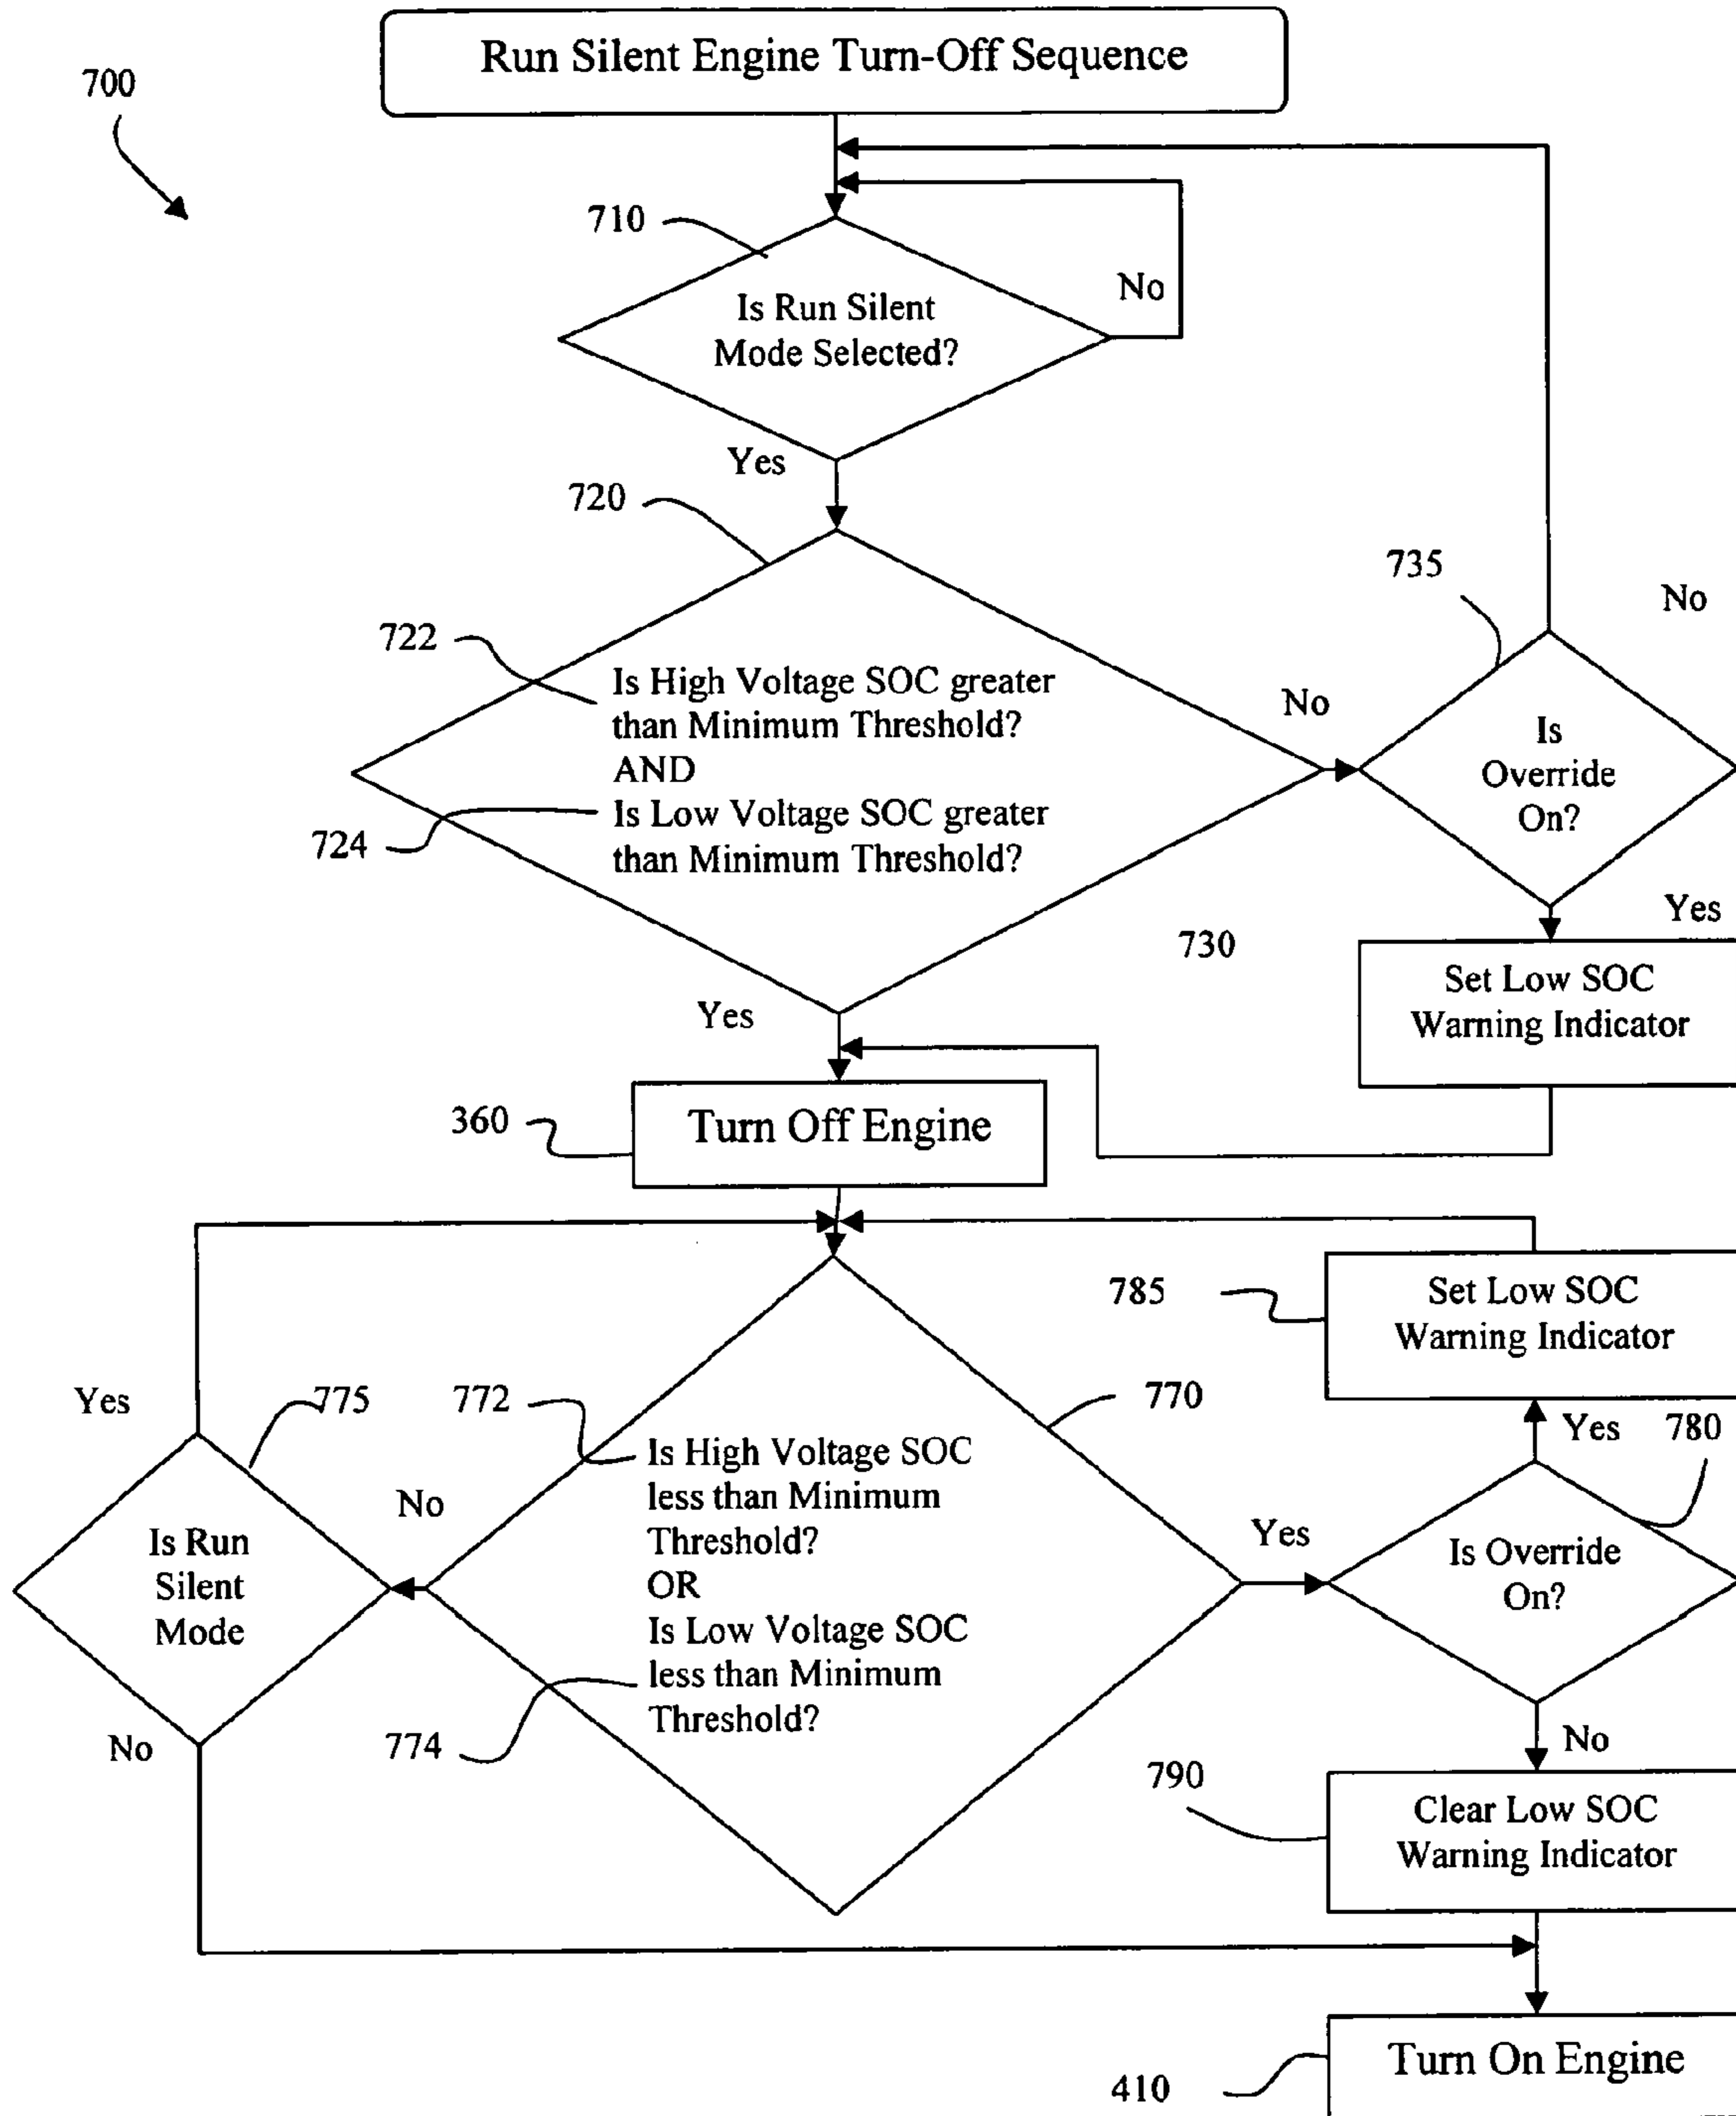 Run Silent Engine Turn-Off Sequence
700
710
Is Run Silent
Mode Selected?
No
Yes
720
735
No
722
Is High Voltage SOC greater
than Minimum Threshold?
AND
Is Low Voltage SOC greater
than Minimum Threshold?
724
No
Is
Override
On?
Yes
730
Set Low SOC
Warning Indicator
Yes
360
Turn Off Engine
785
Set Low SOC
Warning Indicator
Yes
775
772
770
Yes
780
Is High Voltage SOC
less than Minimum
Threshold?
OR
Is Low Voltage SOC
less than Minimum
Threshold?
No
Is Run
Silent
Mode
Yes
Is Override
On?
No
774
No
790
Clear Low SOC
Warning Indicator
410
Turn On Engine